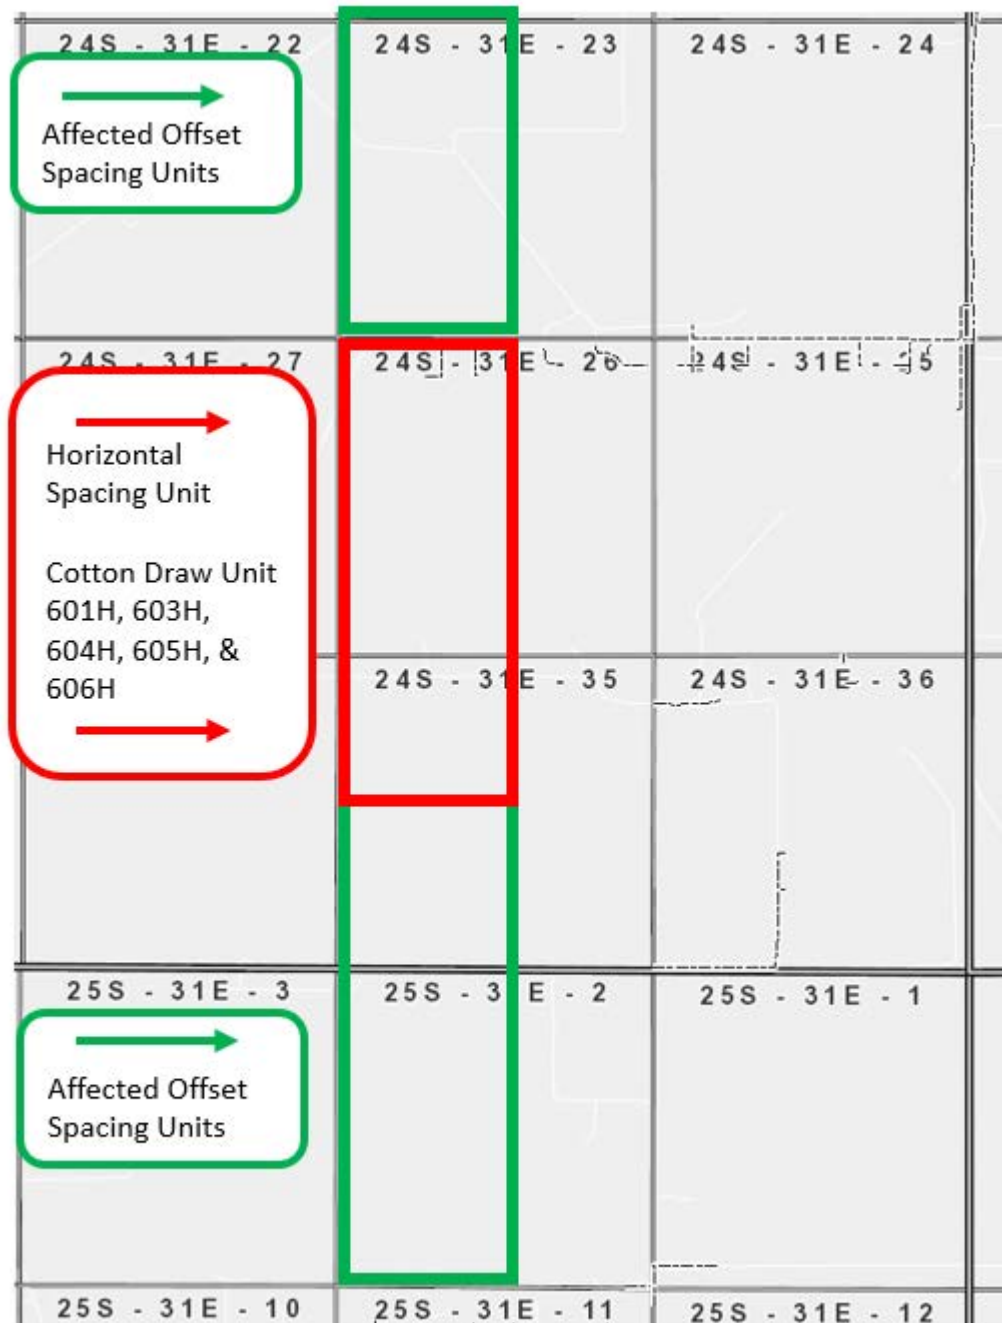 24S - 31E - 22
24S - 31E - 23
24S - 31E - 24
Affected Offset
Spacing Units
24S - 31E - 27
24S - 31E - 26
24S - 31E - 25
Horizontal
Spacing Unit
Cotton Draw Unit
601H, 603H,
604H, 605H, &
606H
24S - 31E - 35
24S - 31E - 36
25S - 31E - 3
25S - 31E - 2
25S - 31E - 1
Affected Offset
Spacing Units
25S - 31E - 10
25S - 31E - 11
25S - 31E - 12